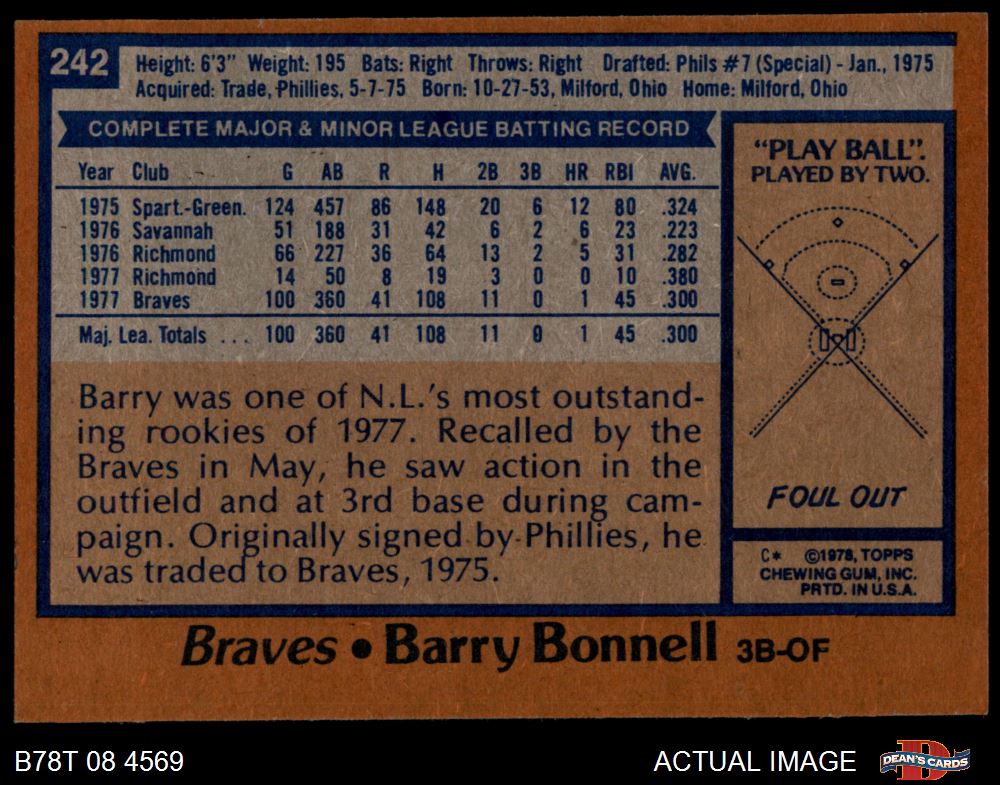 242
Height: 6'3" Weight: 195 Bats: Right Throws: Right Drafted: Phils #7 (Special) - Jan., 1975
Acquired: Trade, Phillies, 5-7-75 Born: 10-27-53, Milford, Ohio Home: Milford, Ohio
COMPLETE MAJOR & MINOR LEAGUE BATTING RECORD
Year Club G AB R H 2B 3B HR RBI AVG.
1975 Spart.-Green. 124 457 86 148 20 6 12 80 .324
1976 Savannah 51 188 31 42 6 2 6 23 .223
1976 Richmond 66 227 36 64 13 2 5 31 .282
1977 Richmond 14 50 8 19 3 0 0 10 .380
1977 Braves 100 360 41 108 11 0 1 45 .300
Maj. Lea. Totals ... 100 360 41 108 11 0 1 45 .300
Barry was one of N.L.'s most outstand-
ing rookies of 1977. Recalled by the
Braves in May, he saw action in the
outfield and at 3rd base during cam-
paign. Originally signed by Phillies, he
was traded to Braves, 1975.
"PLAY BALL".
PLAYED BY TWO.
FOUL OUT
C* ©1978, TOPPS
CHEWING GUM, INC.
PRTD. IN U.S.A.
Braves • Barry Bonnell 3B-OF
B78T 08 4569
ACTUAL IMAGE
DEAN'S CARDS